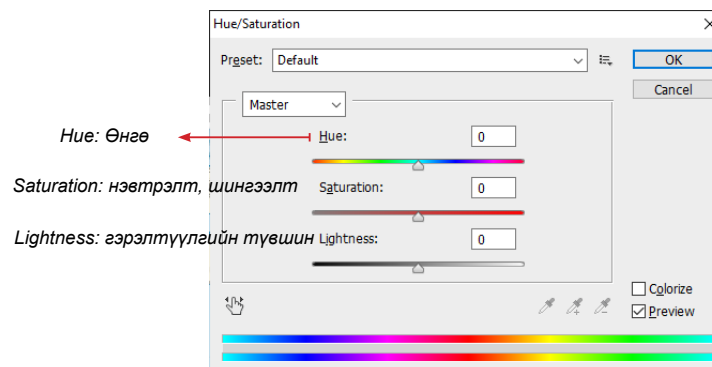 Hue/Saturation
Preset: Default
OK
Cancel
Master
Hue: Өнгө
Hue: 0
Saturation: нэвтрэлт, шингээлт
Saturation: 0
Lightness: гэрэлтүүлгийн түвшин
Lightness: 0
Colorize
Preview